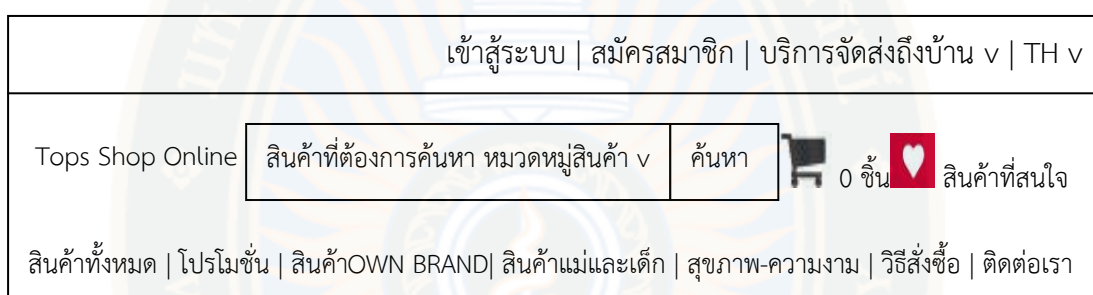 เข้าสู้ระบบ | สมัครสมาชิก | บริการจัดส่งถึงบ้าน v | TH v
Tops Shop Online สินค้าที่ต้องการค้นหา หมวดหมู่สินค้า v ค้นหา 0 ชิ้น สินค้าที่สนใจ
สินค้าทั้งหมด | โปรโมชั่น | สินค้าOWN BRAND| สินค้าแม่และเด็ก | สุขภาพ-ความงาม | วิธีสั่งซื้อ | ติดต่อเรา